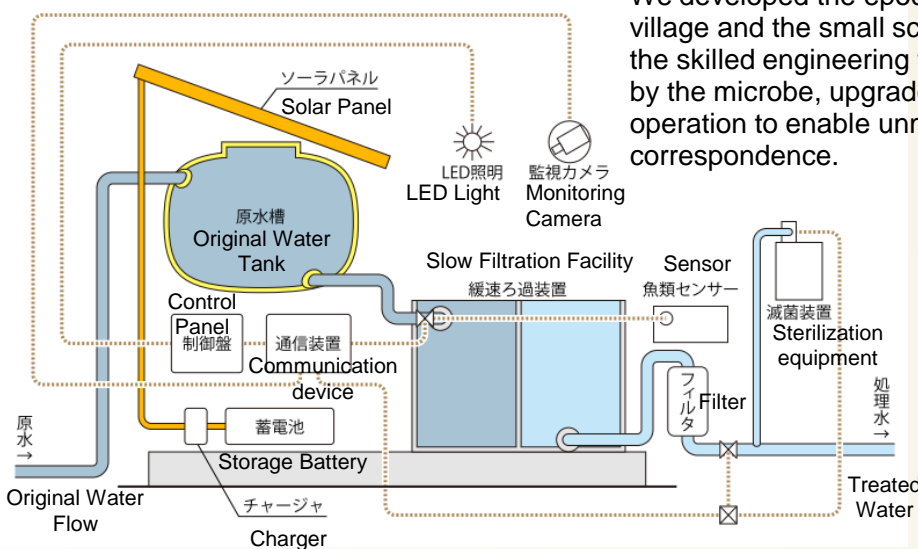 We developed the
village and the small
the skilled engineering
by the microbe,
operation to enable
correspondence.
ソーラパネル
Solar Panel
LED照明
LED Light
監視カメラ
Monitoring
Camera
原水槽
Original Water
Tank
Slow Filtration Facility
緩速ろ過装置
Sensor
魚類センサー
滅菌装置
Sterilization
equipment
Control
Panel
制御盤
通信装置
Communication
device
フィルタ
Filter
処理水→
原水→
蓄電池
Storage Battery
Original Water
Flow
チャージャ
Charger
Treated
Water